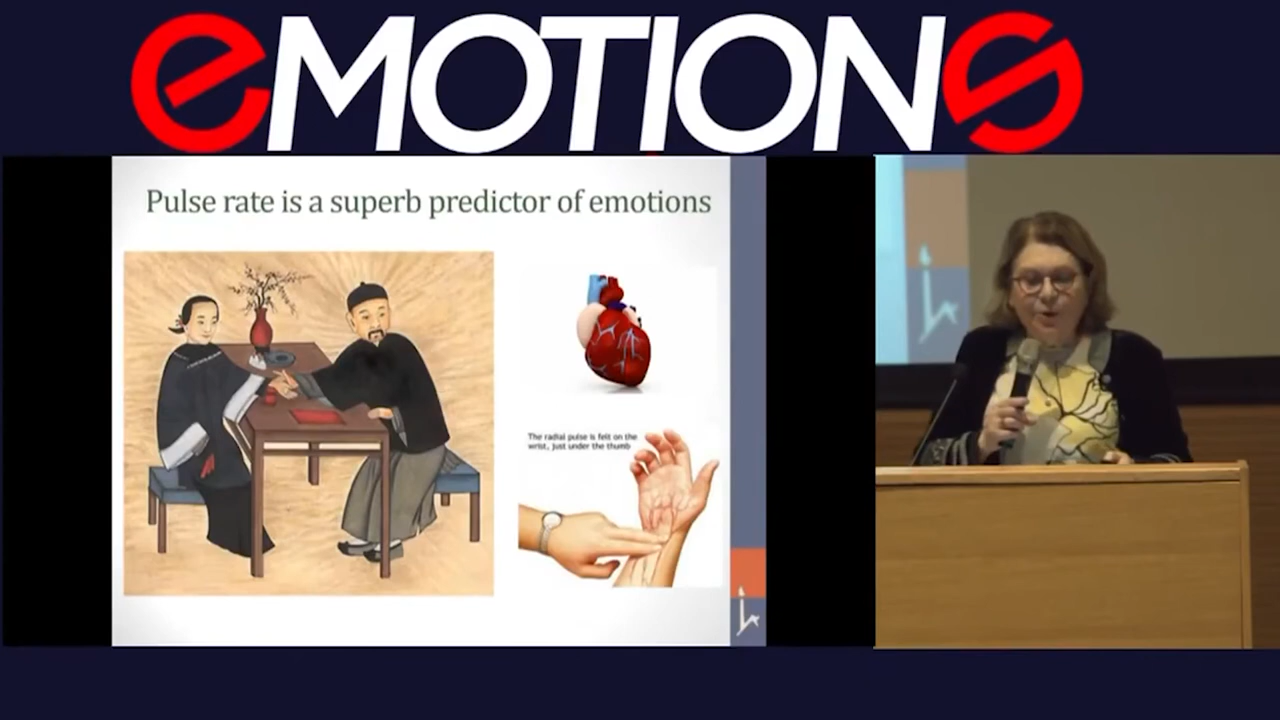 eMOTIONS
Pulse rate is a superb predictor of emotions
The radial pulse is felt on the
wrist, just under the thumb